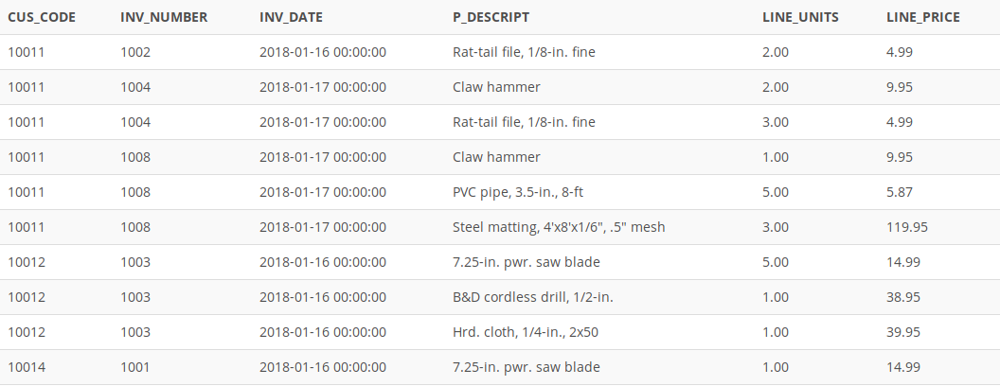 CUS_CODE INV_NUMBER INV_DATE P_DESCRIPT LINE_UNITS LINE_PRICE
10011 1002 2018-01-16 00:00:00 Rat-tail file, 1/8-in. fine 2.00 4.99
10011 1004 2018-01-17 00:00:00 Claw hammer 2.00 9.95
10011 1004 2018-01-17 00:00:00 Rat-tail file, 1/8-in. fine 3.00 4.99
10011 1008 2018-01-17 00:00:00 Claw hammer 1.00 9.95
10011 1008 2018-01-17 00:00:00 PVC pipe, 3.5-in., 8-ft 5.00 5.87
10011 1008 2018-01-17 00:00:00 Steel matting, 4'x8'x1/6", .5" mesh 3.00 119.95
10012 1003 2018-01-16 00:00:00 7.25-in. pwr. saw blade 5.00 14.99
10012 1003 2018-01-16 00:00:00 B&D cordless drill, 1/2-in. 1.00 38.95
10012 1003 2018-01-16 00:00:00 Hrd. cloth, 1/4-in., 2x50 1.00 39.95
10014 1001 2018-01-16 00:00:00 7.25-in. pwr. saw blade 1.00 14.99